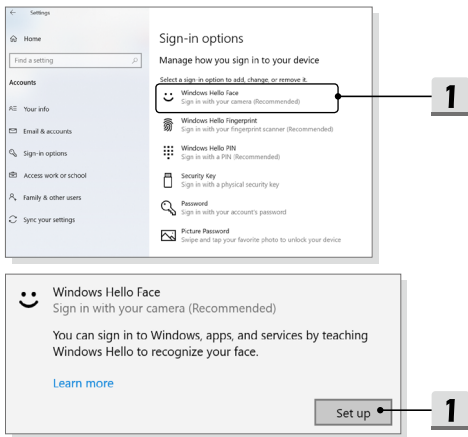 Settings
Home
Find a setting
Accounts
Your info
Email & accounts
Sign-in options
Access work or school
Family & other users
Sync your settings
Sign-in options
Manage how you sign in to your device
Select a sign-in option to add, change, or remove it.
Windows Hello Face
Sign in with your camera (Recommended)
Windows Hello Fingerprint
Sign in with your fingerprint scanner (Recommended)
Windows Hello PIN
Sign in with a PIN (Recommended)
Security Key
Sign in with a physical security key
Password
Sign in with your account's password
Picture Password
Swipe and tap your favorite photo to unlock your device
1
Windows Hello Face
Sign in with your camera (Recommended)
You can sign in to Windows, apps, and services by teaching
Windows Hello to recognize your face.
Learn more
Set up
1